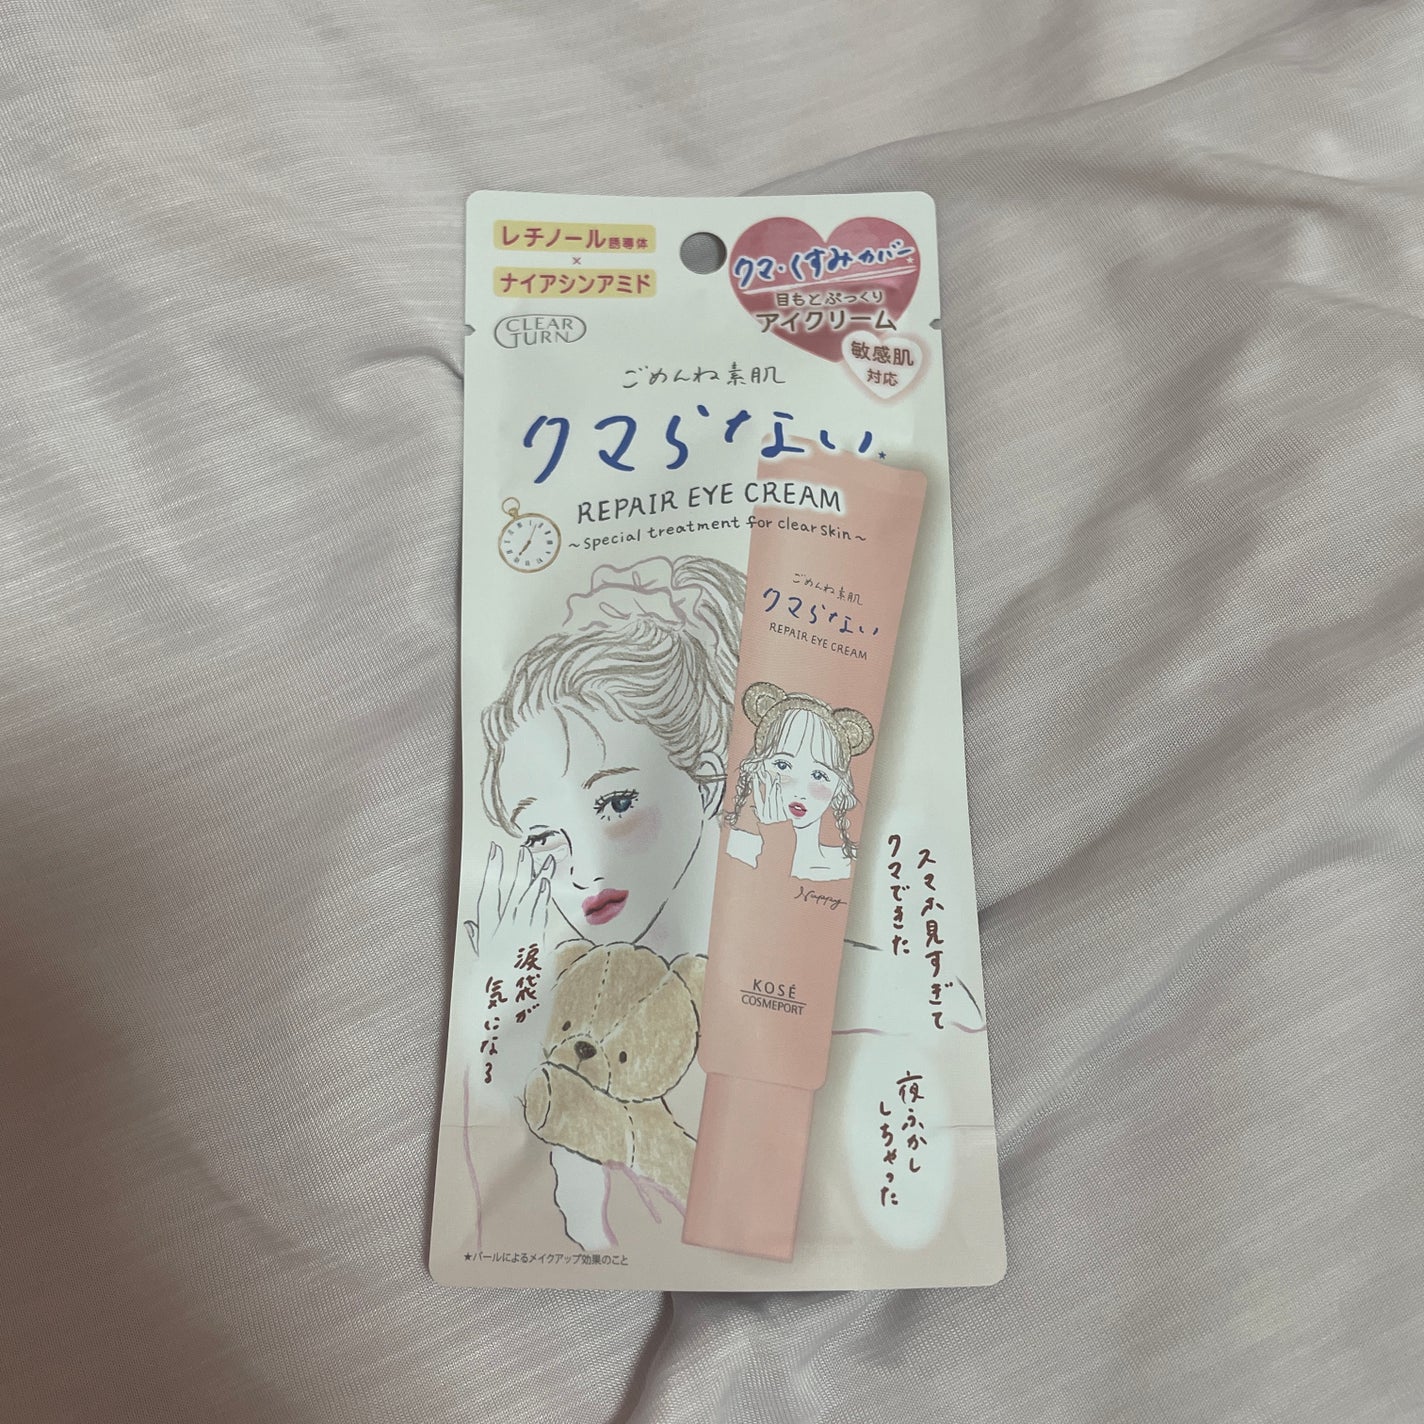 レチノール誘導体
×
ナイアシンアミド
CLEAR
TURN
クマ・くすみカバー★
目もとぷっくり
アイクリーム
敏感肌
対応
ごめんね素肌
クマらない★
REPAIR EYE CREAM
~special treatment for clear skin~
ごめんね素肌
クマらない
REPAIR EYE CREAM
Nappy
KOSÉ
COSMEPORT
スマホ見すぎて
クマできた
涙袋が
気になる
夜ふかし
しちゃった
★パールによるメイクアップ効果のこと